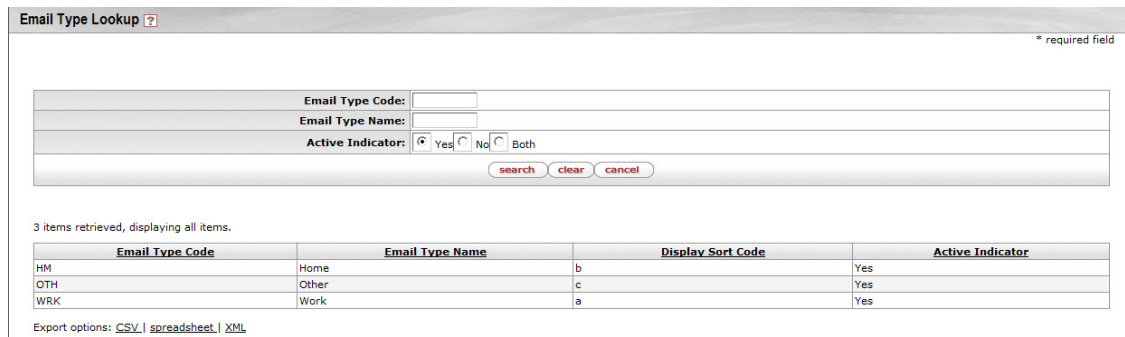 Email Type Lookup ?
* required field
Email Type Code:
Email Type Name:
Active Indicator: Yes No Both
search clear cancel
3 items retrieved, displaying all items.
Email Type Code Email Type Name Display Sort Code Active Indicator
HM Home b Yes
OTH Other c Yes
WRK Work a Yes
Export options: CSV | spreadsheet | XML